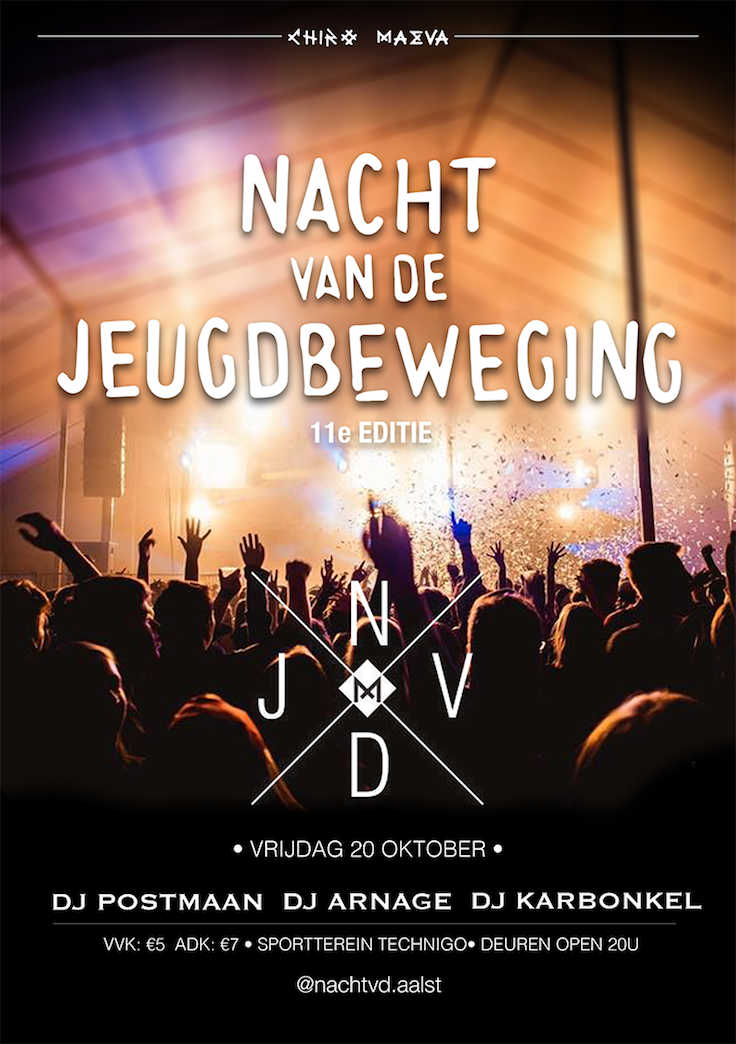 CHIRO MAEVA
NACHT
VAN DE
JEUGDBEWEGING
11e EDITIE
N
J M V
D
• VRIJDAG 20 OKTOBER •
DJ POSTMAAN DJ ARNAGE DJ KARBONKEL
VVK: €5 ADK: €7 • SPORTTEREIN TECHNIGO• DEUREN OPEN 20U
@nachtvd.aalst